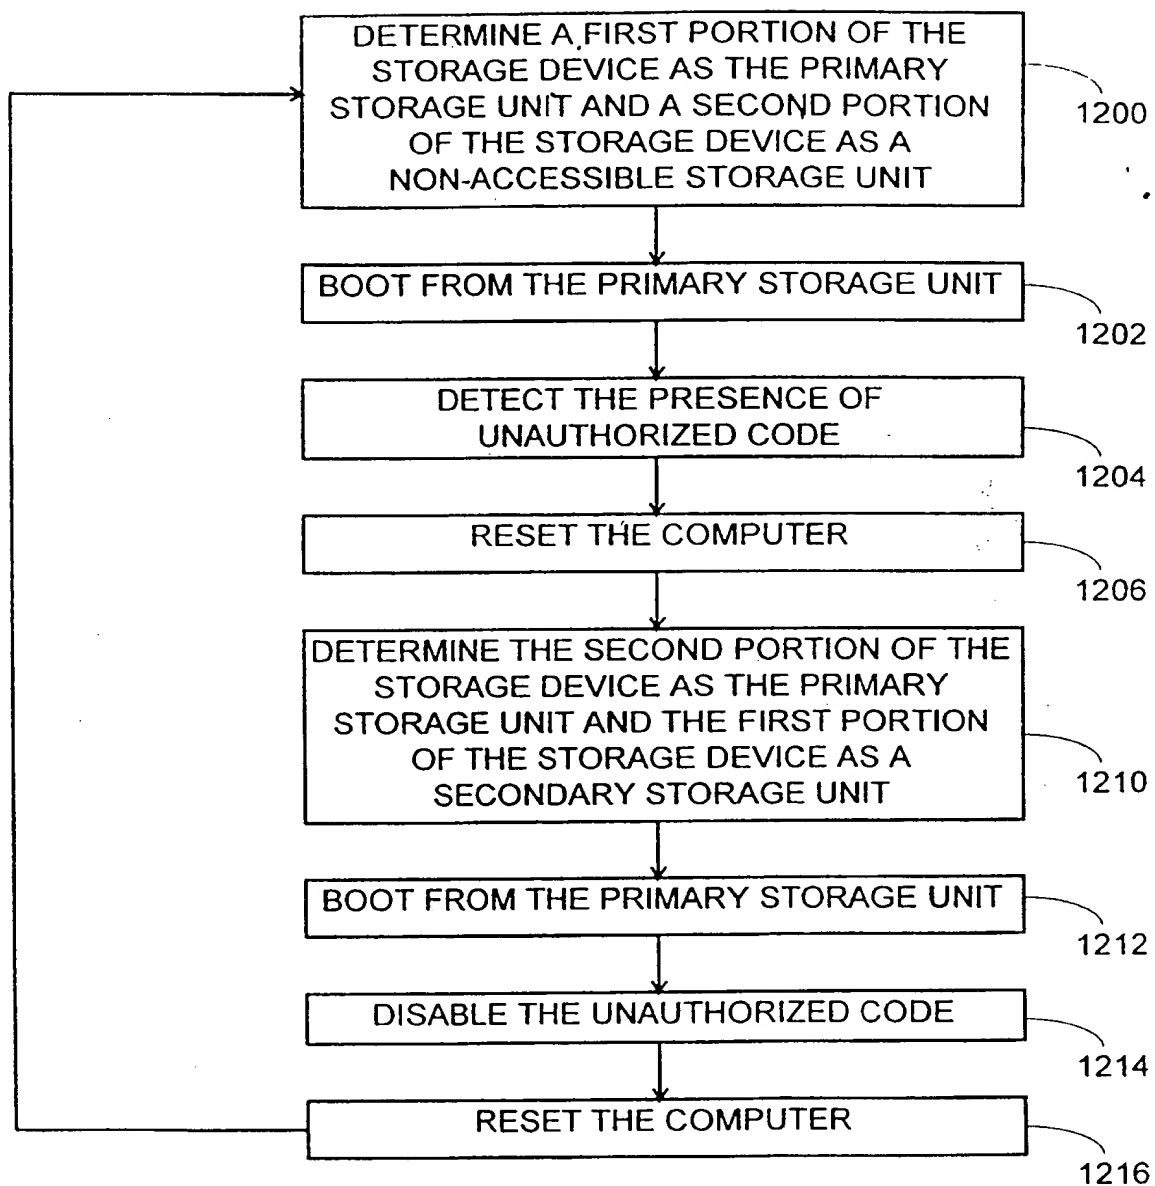 DETERMINE A FIRST PORTION OF THE
STORAGE DEVICE AS THE PRIMARY
STORAGE UNIT AND A SECOND PORTION
OF THE STORAGE DEVICE AS A
NON-ACCESSIBLE STORAGE UNIT
1200
BOOT FROM THE PRIMARY STORAGE UNIT
1202
DETECT THE PRESENCE OF
UNAUTHORIZED CODE
1204
RESET THE COMPUTER
1206
DETERMINE THE SECOND PORTION OF THE
STORAGE DEVICE AS THE PRIMARY
STORAGE UNIT AND THE FIRST PORTION
OF THE STORAGE DEVICE AS A
SECONDARY STORAGE UNIT
1210
BOOT FROM THE PRIMARY STORAGE UNIT
1212
DISABLE THE UNAUTHORIZED CODE
1214
RESET THE COMPUTER
1216